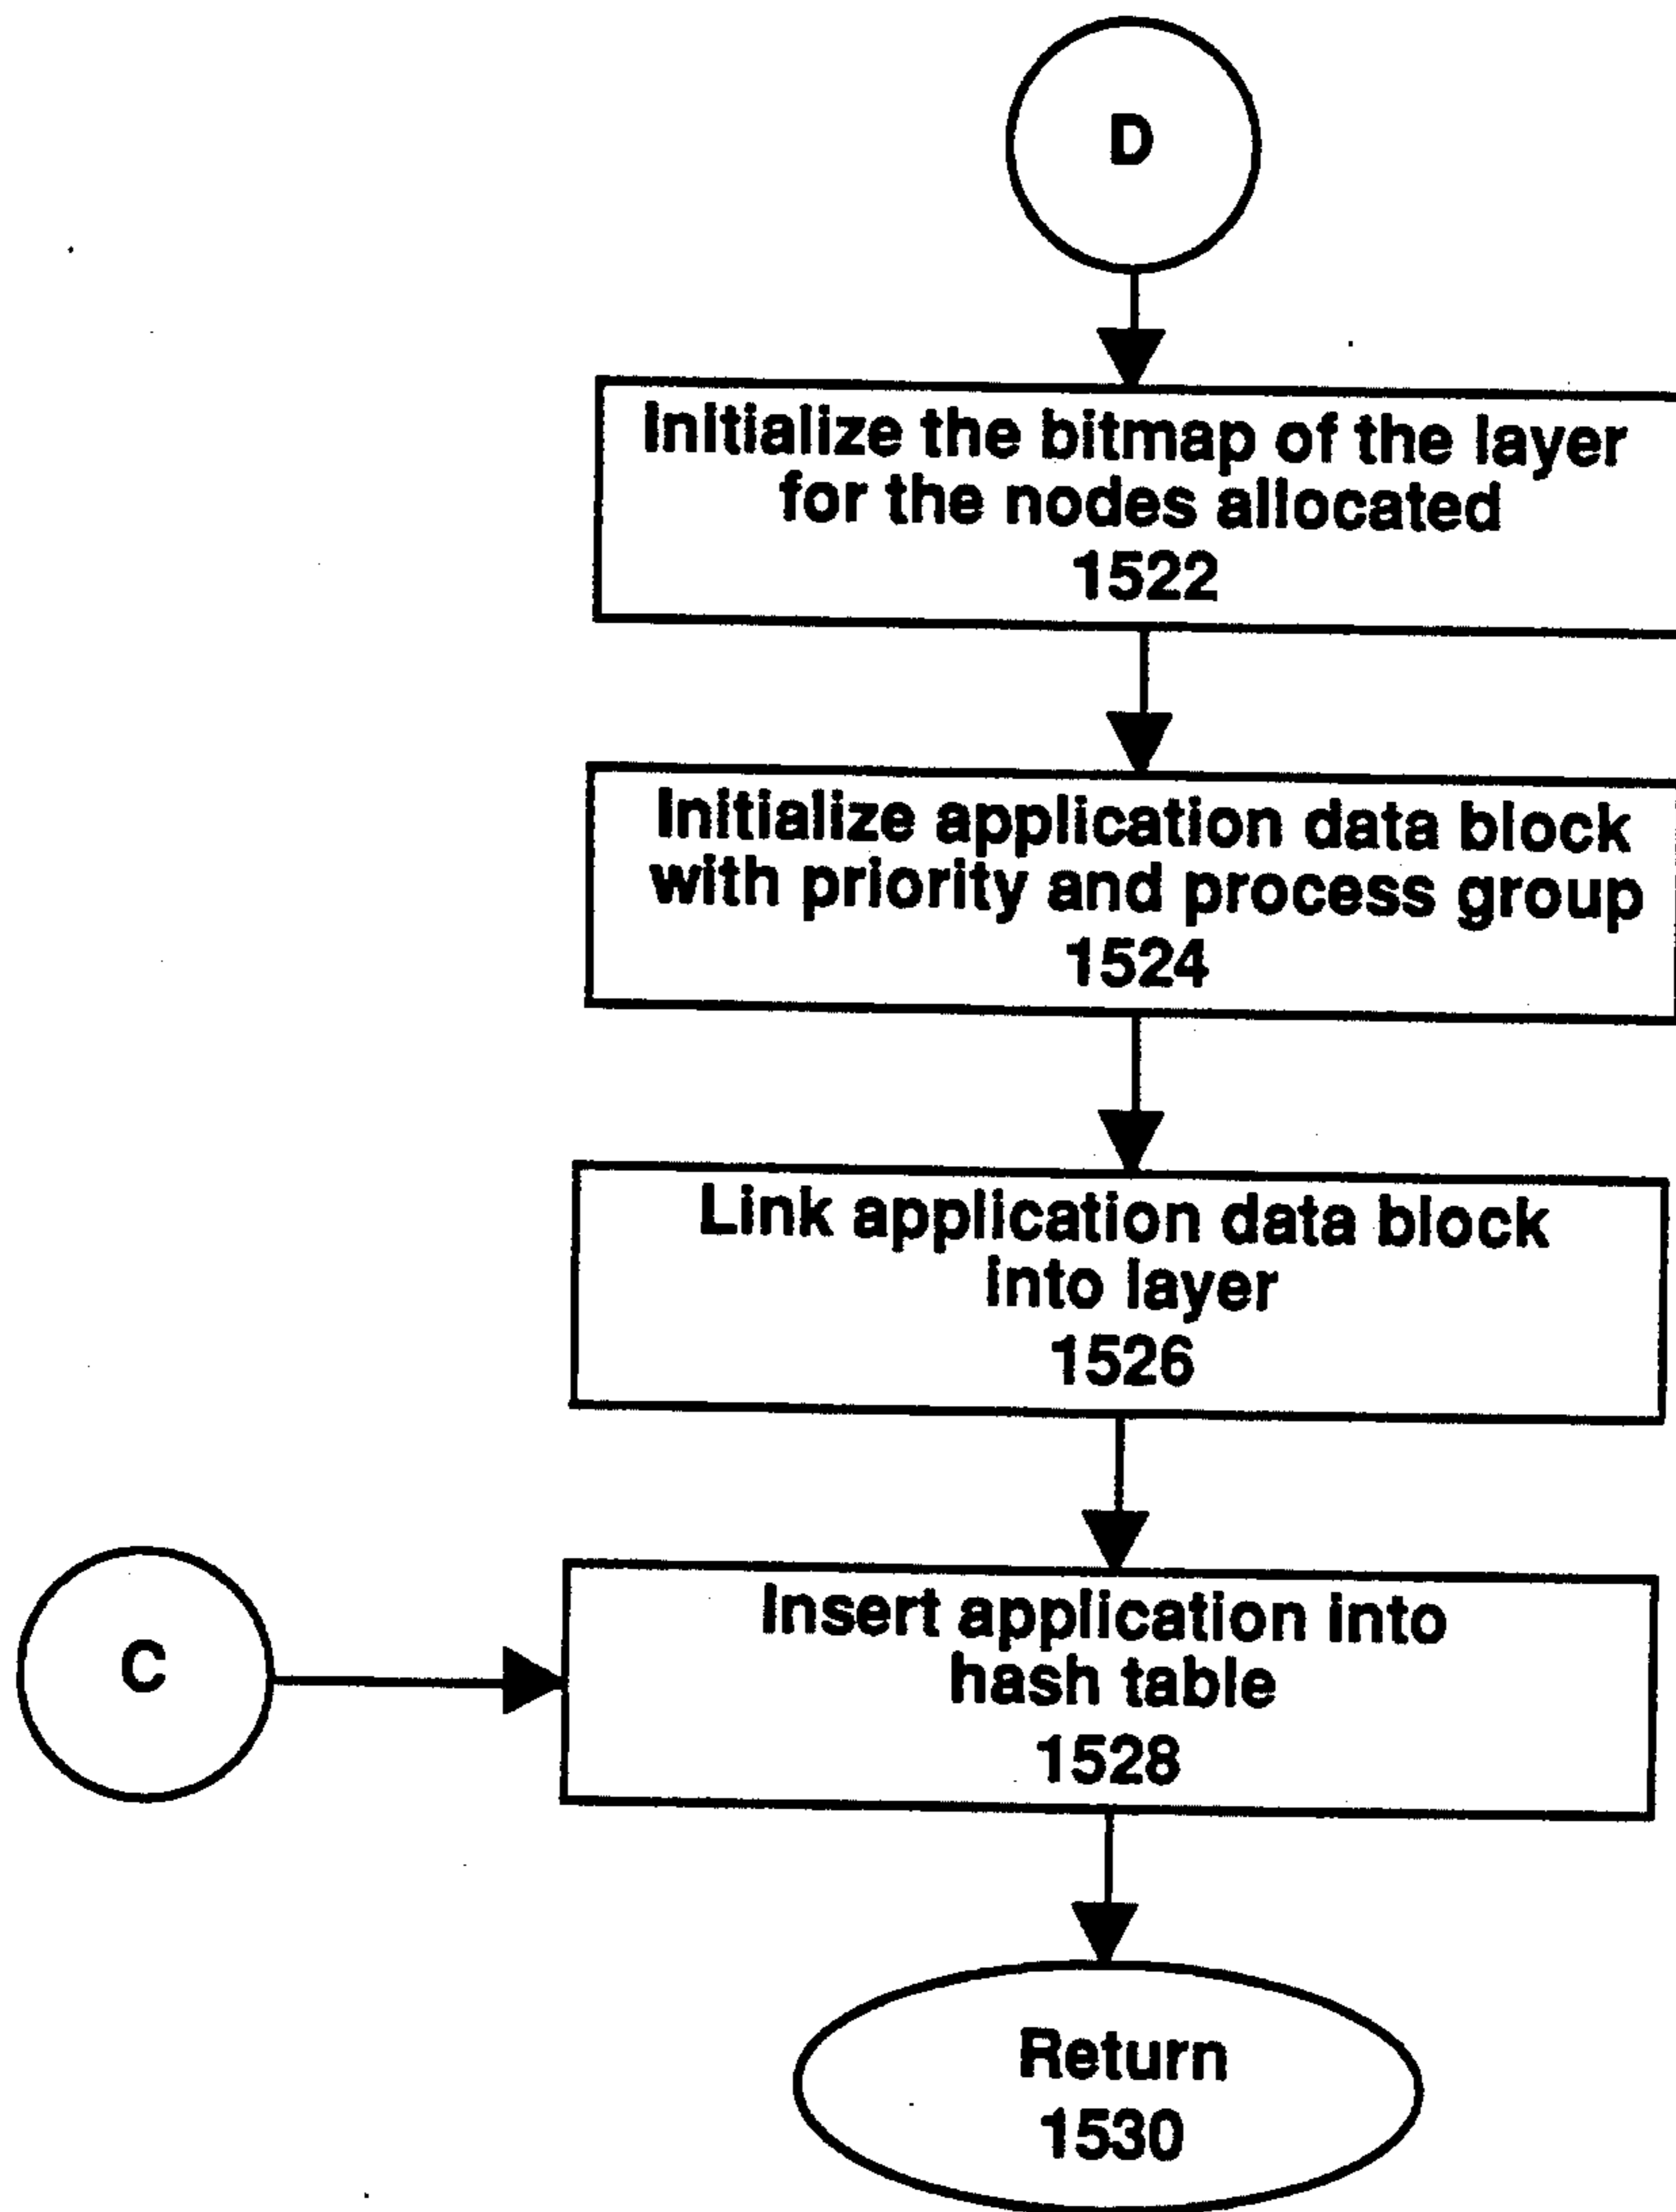 D
Initialize the bitmap of the layer
for the nodes allocated
1522
Initialize application data block
with priority and process group
1524
Link application data block
into layer
1526
C
Insert application into
hash table
1528
Return
1530